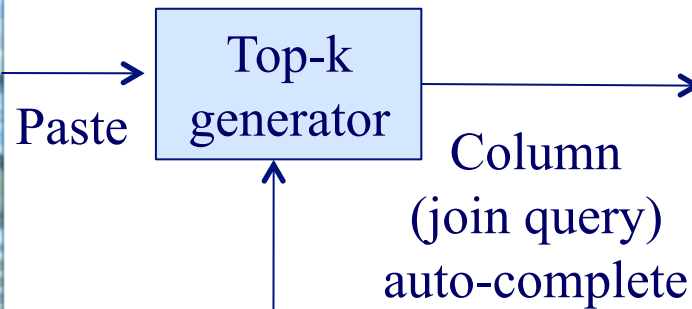 Top-k
generator
Paste
Column
(join query)
auto-complete